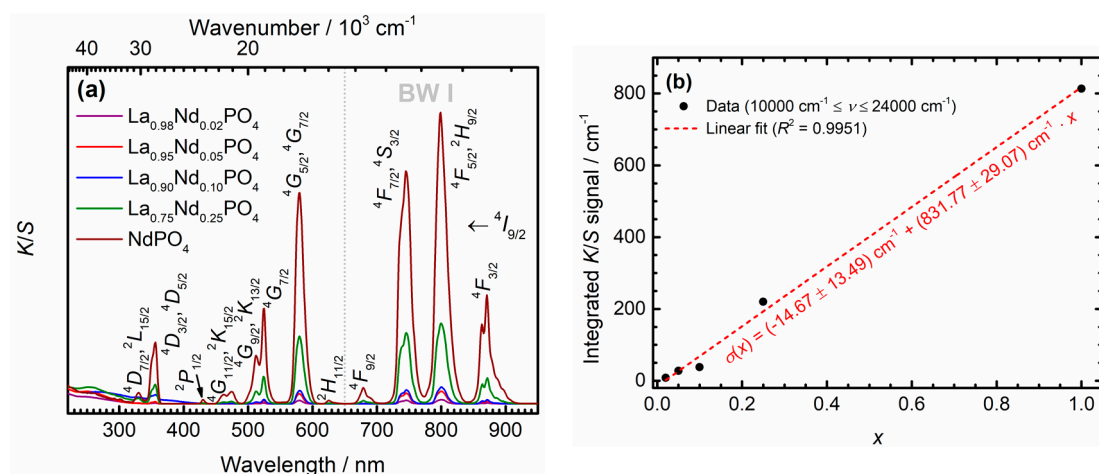 Wavenumber / 10³ cm⁻¹
40 30 20
(a)
BW I
La₀.₉₈Nd₀.₀₂PO₄
La₀.₉₅Nd₀.₀₅PO₄
La₀.₉₀Nd₀.₁₀PO₄
La₀.₇₅Nd₀.₂₅PO₄
NdPO₄
K/S
⁴D₇/₂, ²L₁₅/₂
⁴D₃/₂, ⁴D₅/₂
²P₁/₂
⁴G₁₁/₂, ²K₁₅/₂
⁴G₉/₂, ²K₁₃/₂
⁴G₇/₂
⁴G₅/₂, ⁴G₇/₂
²H₁₁/₂
⁴F₉/₂
⁴F₇/₂, ⁴S₃/₂
⁴F₅/₂, ²H₉/₂
← ⁴I₉/₂
⁴F₃/₂
300 400 500 600 700 800 900
Wavelength / nm
(b)
Data (10000 cm⁻¹ ≤ ν ≤ 24000 cm⁻¹)
Linear fit (R² = 0.9951)
σ(x) = (-14.67 ± 13.49) cm⁻¹ + (831.77 ± 29.07) cm⁻¹ · x
Integrated K/S signal / cm⁻¹
800
600
400
200
0
0.0 0.2 0.4 0.6 0.8 1.0
x